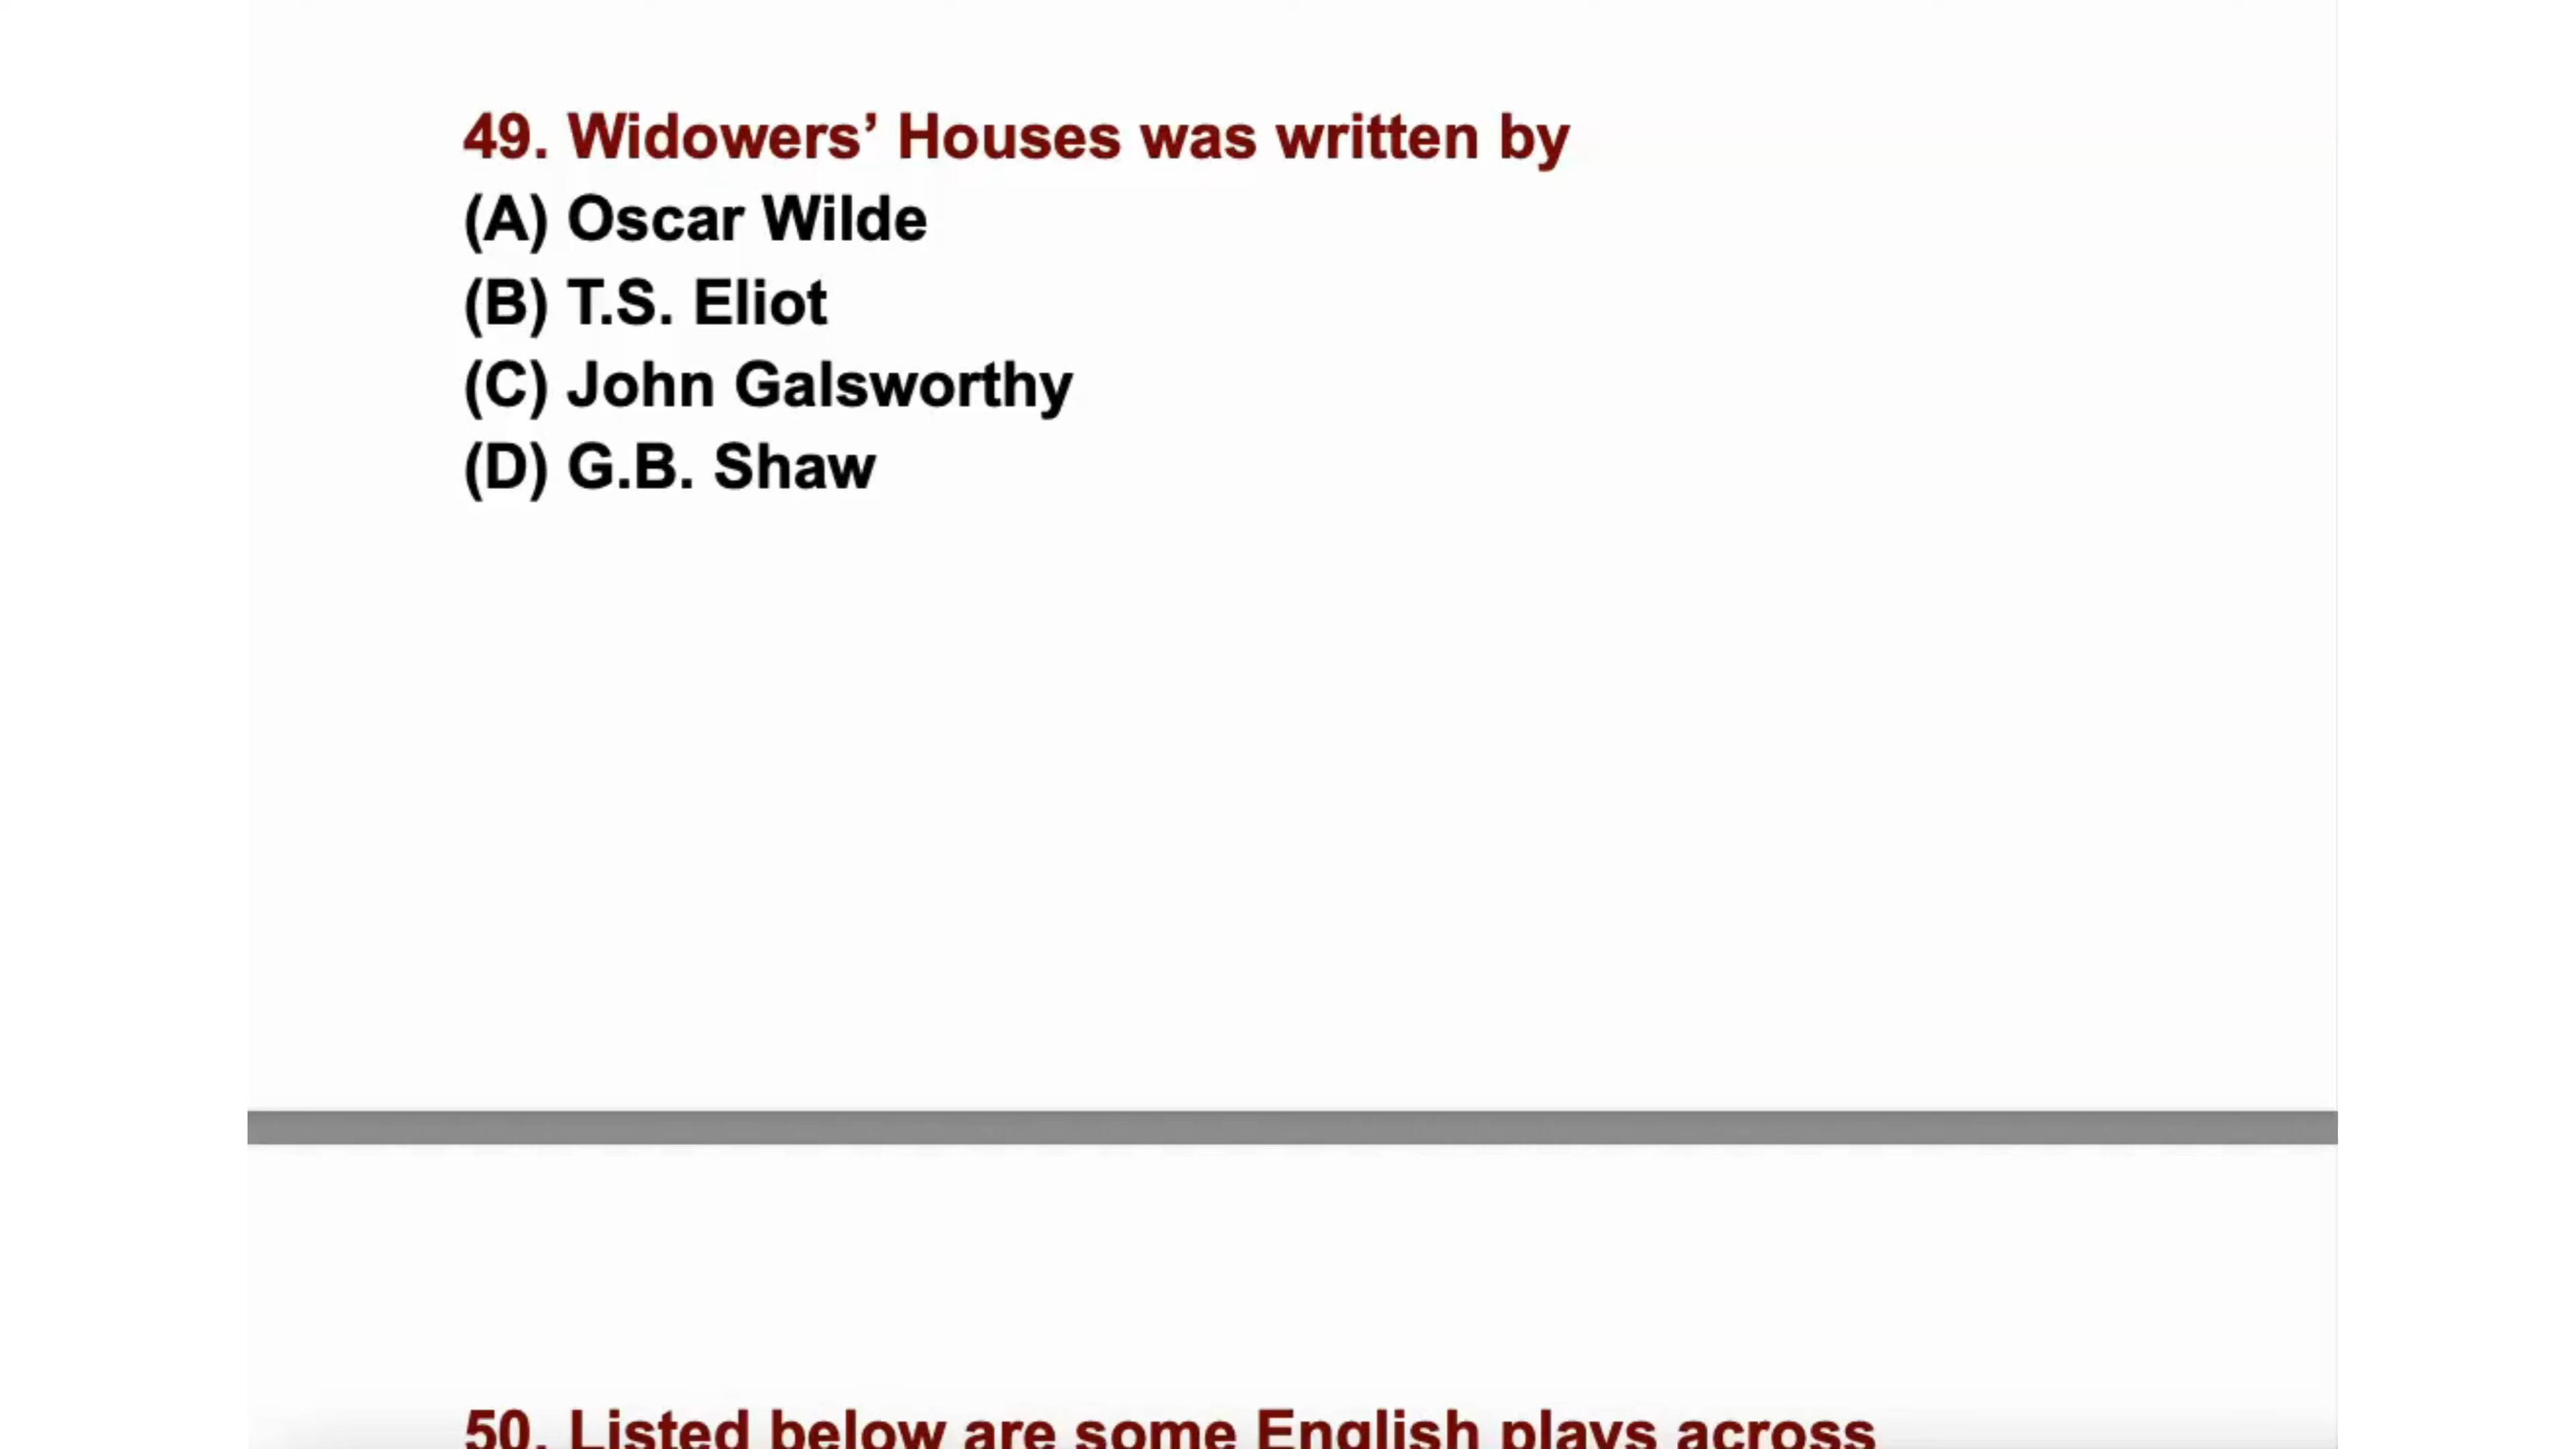 49. Widowers’ Houses was written by
(A) Oscar Wilde
(B) T.S. Eliot
(C) John Galsworthy
(D) G.B. Shaw
50. Listed below are some English plays across